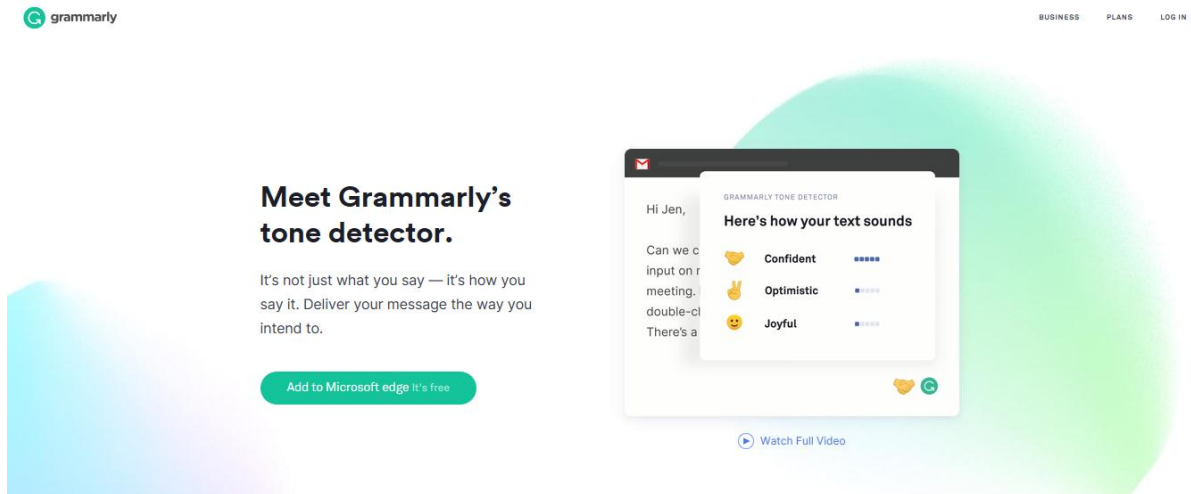 grammarly
BUSINESS PLANS LOG IN
Meet Grammarly's
tone detector.
It's not just what you say — it's how you
say it. Deliver your message the way you
intend to.
Add to Microsoft edge It's free
Hi Jen,
Can we c
input on
meeting.
double-cl
There's a
GRAMMARLY TONE DETECTOR
Here's how your text sounds
Confident
Optimistic
Joyful
Watch Full Video